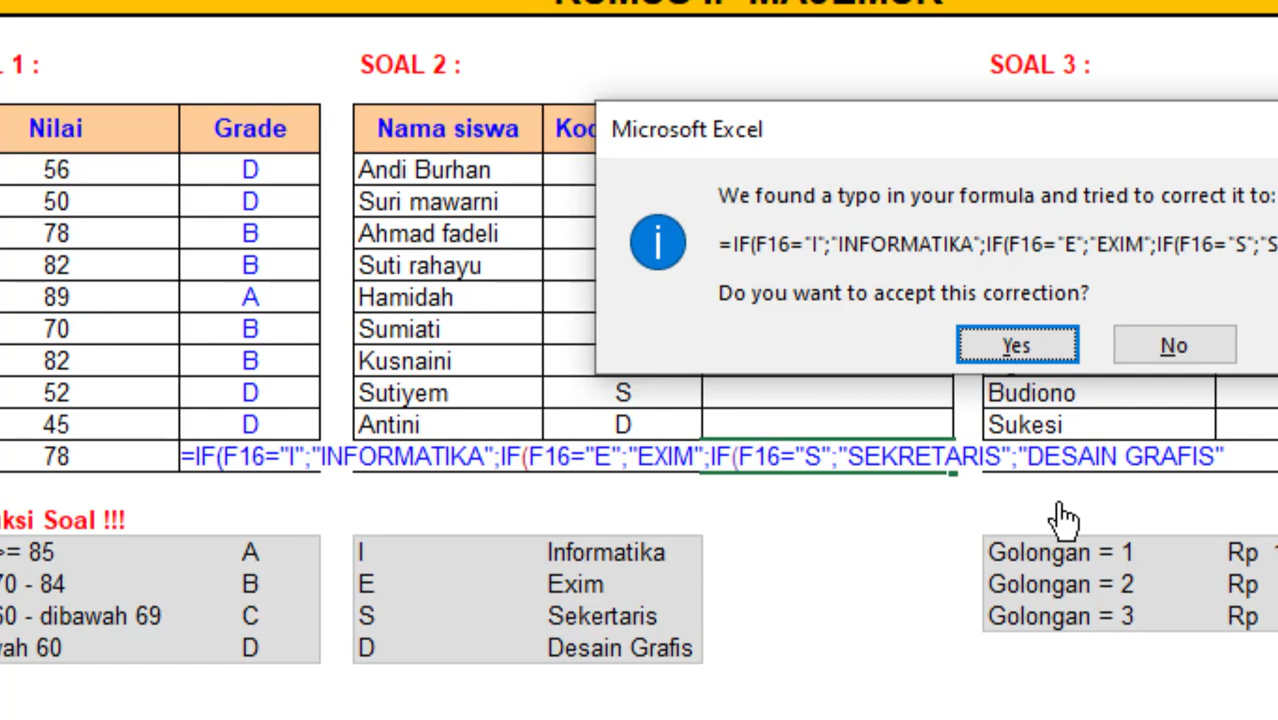 RUMUS IF MAJEMUK
L 1 :
SOAL 2 :
SOAL 3 :
Nilai Grade
Nama siswa
Microsoft Excel
56 D
Andi Burhan
We found a typo in your formula and tried to correct it to:
50 D
Suri mawarni
78 B
Ahmad fadeli
=IF(F16="I";"INFORMATIKA";IF(F16="E";"EXIM";IF(F16="S";"S
82 B
Suti rahayu
Do you want to accept this correction?
89 A
Hamidah
70 B
Sumiati
Yes No
82 B
Kusnaini
52 D
Sutiyem S
Budiono
45 D
Antini D
Sukesi
78 =IF(F16="I";"INFORMATIKA";IF(F16="E";"EXIM";IF(F16="S";"SEKRETARIS";"DESAIN GRAFIS"
uksi Soal !!!
>= 85 A
I Informatika
Golongan = 1 Rp
70 - 84 B
E Exim
Golongan = 2 Rp
60 - dibawah 69 C
S Sekertaris
Golongan = 3 Rp
wah 60 D
D Desain Grafis